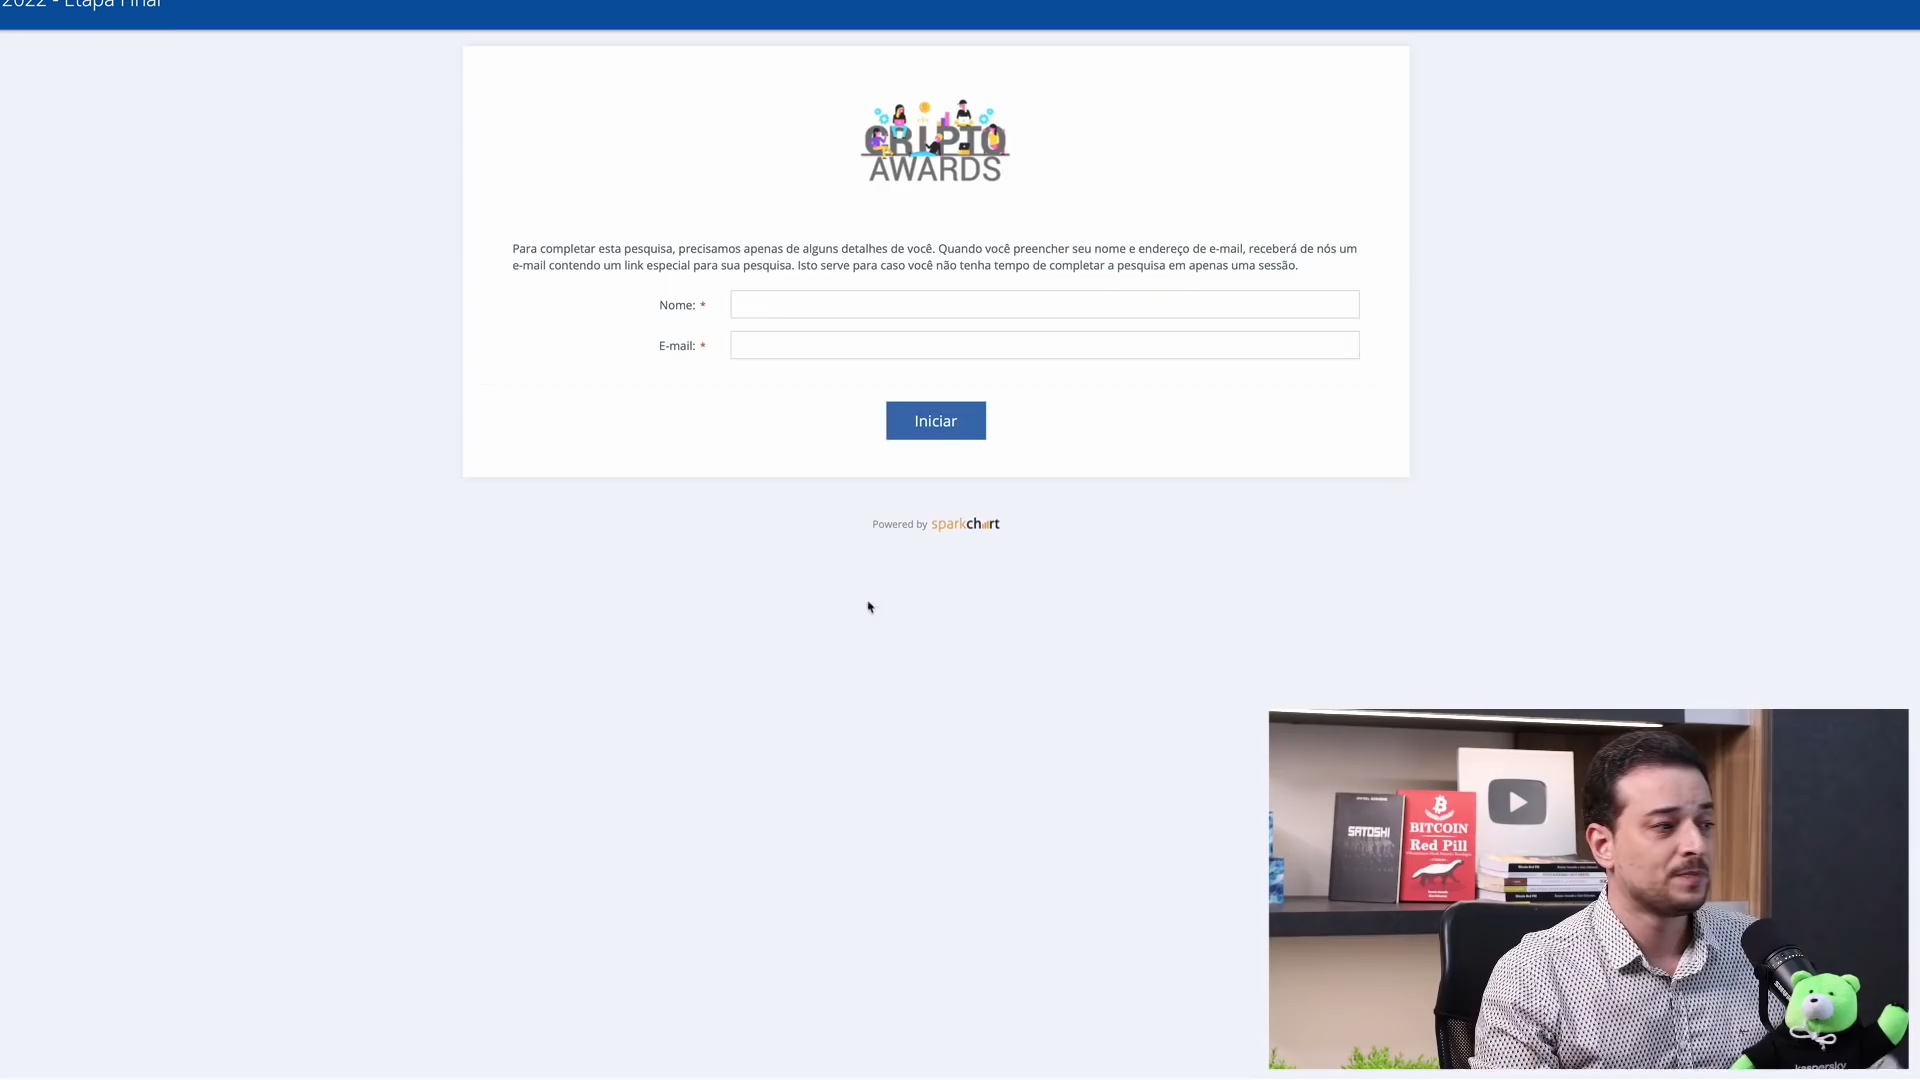 2022 - Etapa Final
CRIPTO
AWARDS
Para completar esta pesquisa, precisamos apenas de alguns detalhes de você. Quando você preencher seu nome e endereço de e-mail, receberá de nós um
e-mail contendo um link especial para sua pesquisa. Isto serve para caso você não tenha tempo de completar a pesquisa em apenas uma sessão.
Nome: *
E-mail: *
Iniciar
Powered by sparkchart
SATOSHI
BITCOIN
Red Pill
kaspersky